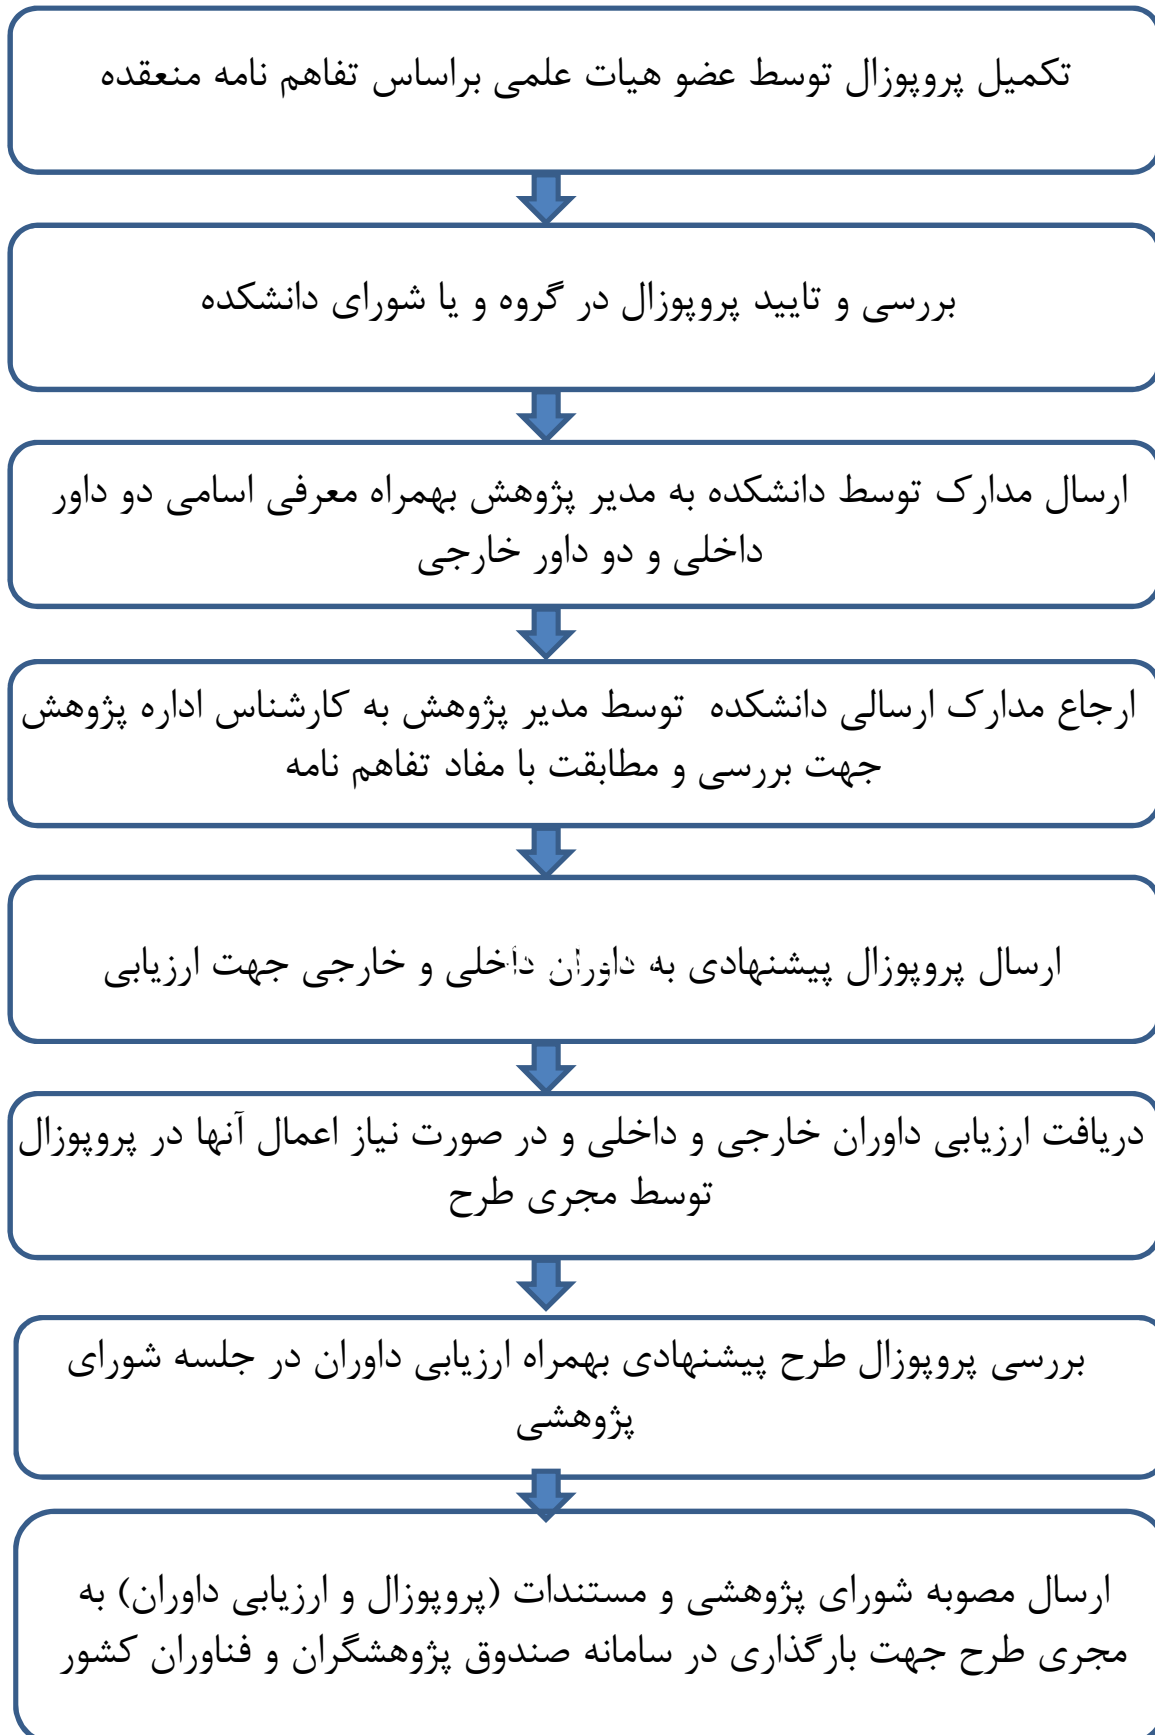 تکمیل پروپوزال توسط عضو هیات علمی براساس تفاهم نامه منعقده
بررسی و تایید پروپوزال در گروه و یا شورای دانشکده
ارسال مدارک توسط دانشکده به مدیر پژوهش بهمراه معرفی اسامی دو داور
داخلی و دو داور خارجی
ارجاع مدارک ارسالی دانشکده توسط مدیر پژوهش به کارشناس اداره پژوهش
جهت بررسی و مطابقت با مفاد تفاهم نامه
ارسال پروپوزال پیشنهادی به داوران داخلی و خارجی جهت ارزیابی
دریافت ارزیابی داوران خارجی و داخلی و در صورت نیاز اعمال آنها در پروپوزال
توسط مجری طرح
بررسی پروپوزال طرح پیشنهادی بهمراه ارزیابی داوران در جلسه شورای
پژوهشی
ارسال مصوبه شورای پژوهشی و مستندات (پروپوزال و ارزیابی داوران) به
مجری طرح جهت بارگذاری در سامانه صندوق پژوهشگران و فناوران کشور